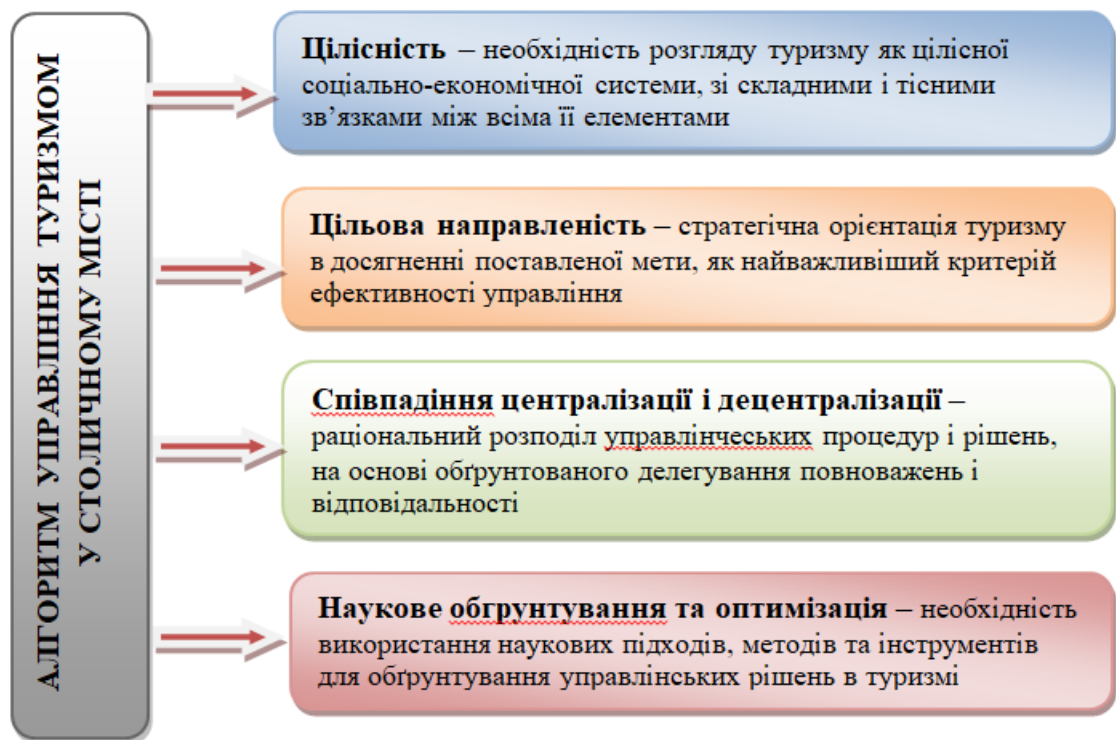 АЛГОРИТМ УПРАВЛІННЯ ТУРИЗМОМ
У СТОЛИЧНОМУ МІСТІ
Цілісність – необхідність розгляду туризму як цілісної
соціально-економічної системи, зі складними і тісними
зв’язками між всіма її елементами
Цільова направленість – стратегічна орієнтація туризму
в досягненні поставленої мети, як найважливіший критерій
ефективності управління
Співпадіння централізації і децентралізації –
раціональний розподіл управлінчеських процедур і рішень,
на основі обґрунтованого делегування повноважень і
відповідальності
Наукове обгрунтування та оптимізація – необхідність
використання наукових підходів, методів та інструментів
для обґрунтування управлінських рішень в туризмі